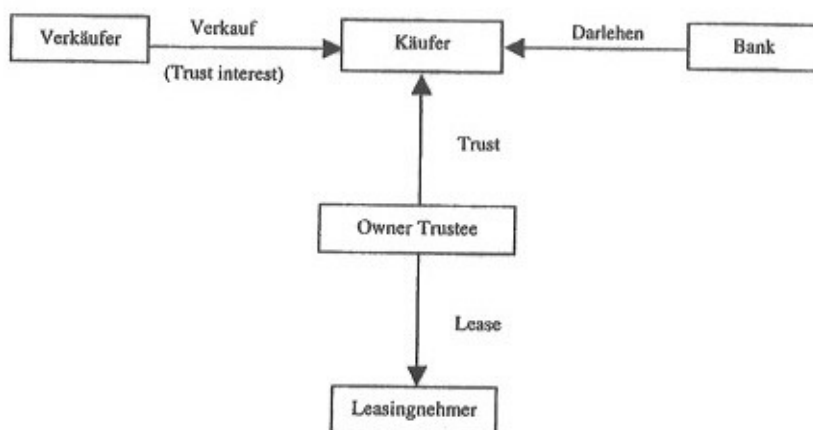 Verkäufer
Verkauf
(Trust interest)
Käufer
Darlehen
Bank
Trust
Owner Trustee
Lease
Leasingnehmer